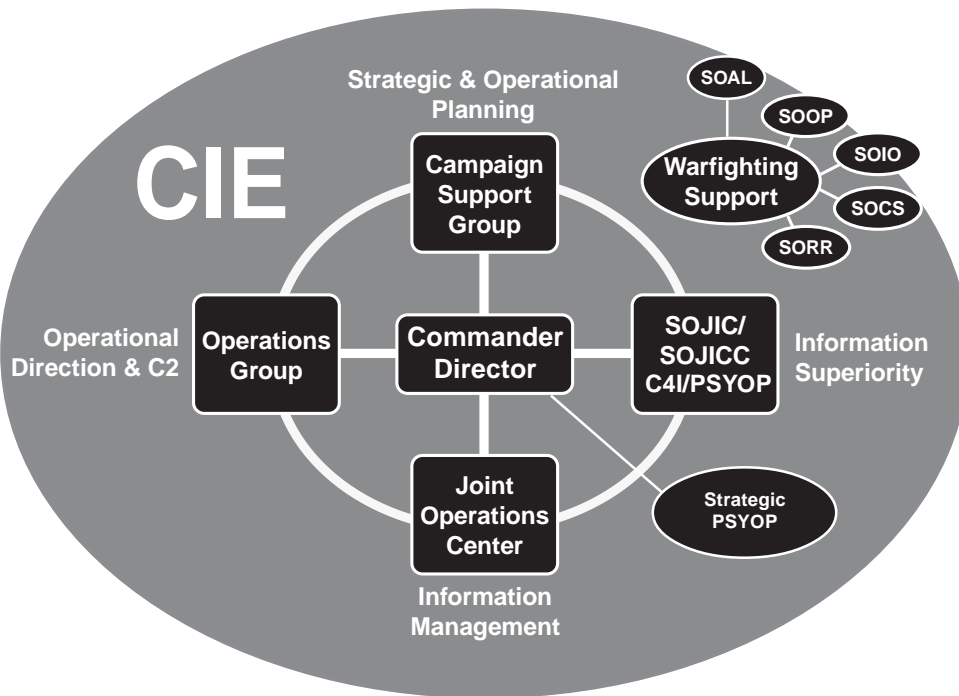 Strategic & Operational
Planning
CIE
Campaign
Support
Group
SOAL
SOOP
SOIO
SOCS
SORR
Warfighting
Support
Operational
Direction & C2
Operations
Group
Commander
Director
SOJIC/
SOJICC
C4I/PSYOP
Information
Superiority
Joint
Operations
Center
Information
Management
Strategic
PSYOP